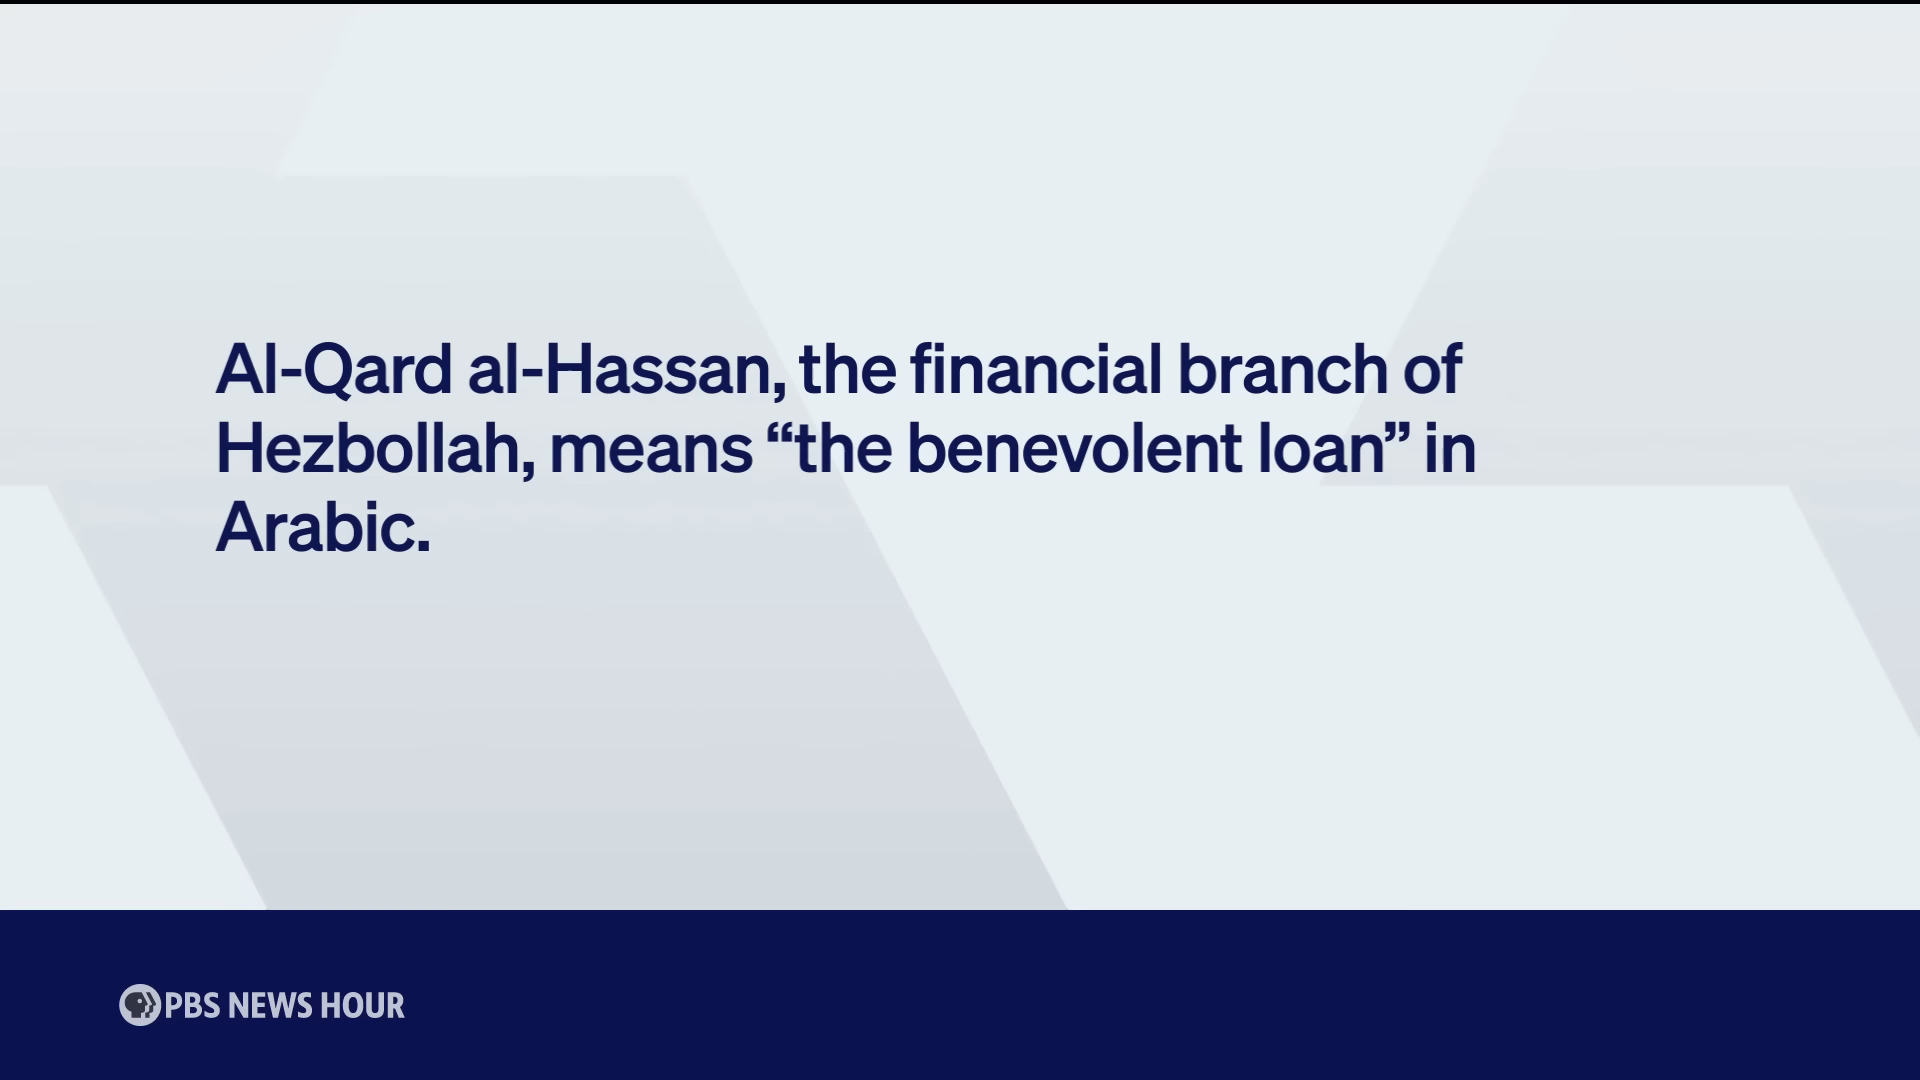 Al-Qard al-Hassan, the financial branch of
Hezbollah, means “the benevolent loan” in
Arabic.
PBS NEWS HOUR